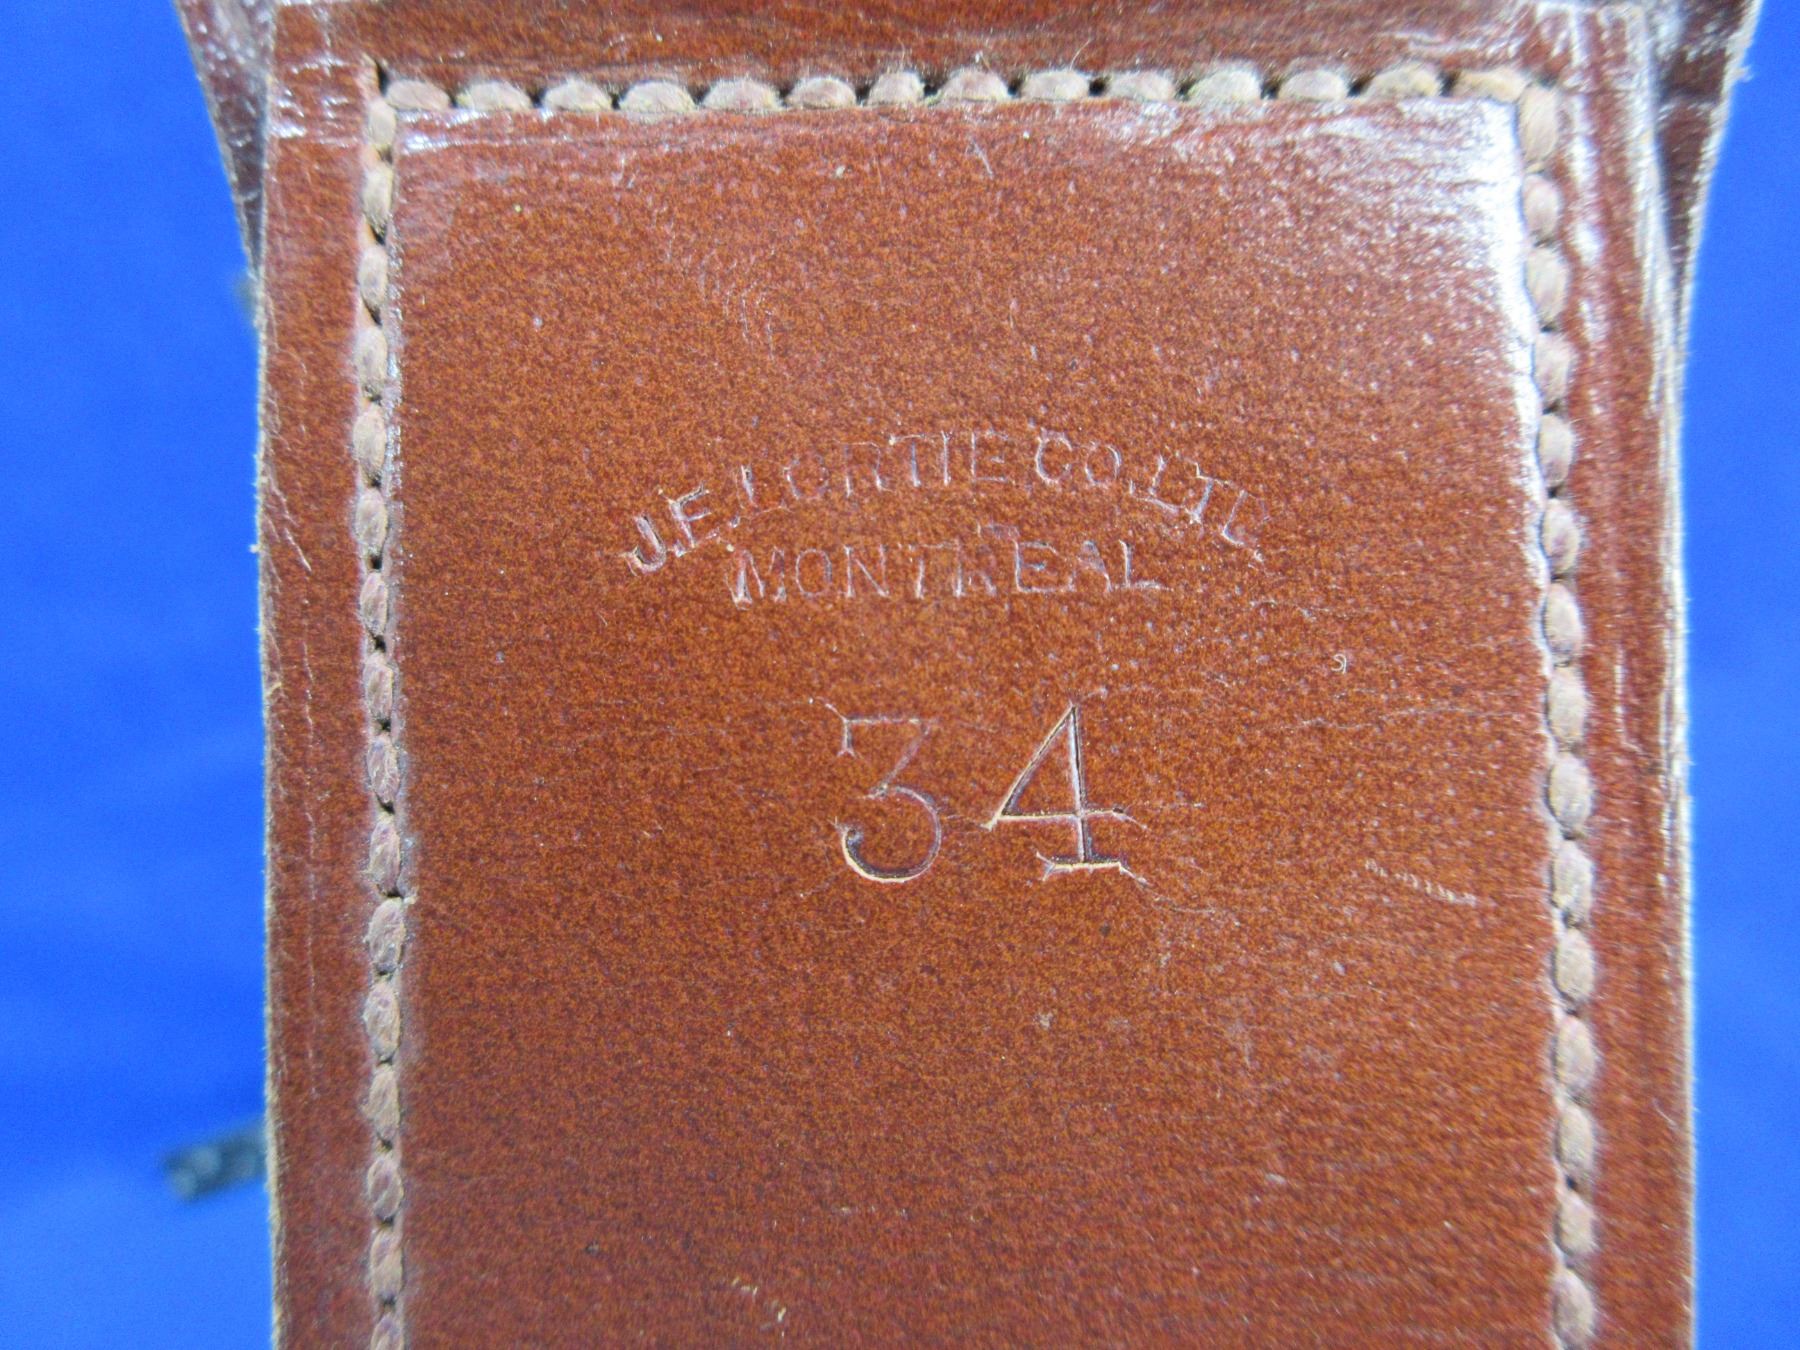 J.E. LORTIE CO. LTD.
MONTREAL
34